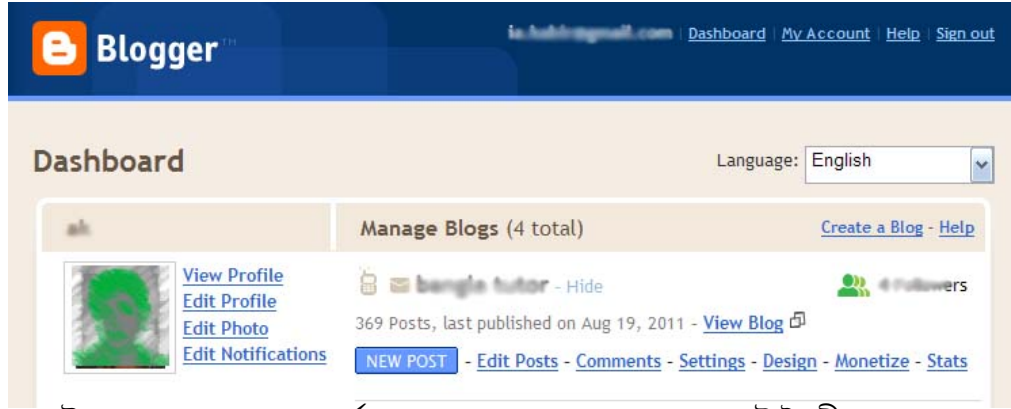 Blogger™
Dashboard | My Account | Help | Sign out
Dashboard
Language: English
Manage Blogs (4 total)
Create a Blog - Help
View Profile
Edit Profile
Edit Photo
Edit Notifications
- Hide
369 Posts, last published on Aug 19, 2011 - View Blog
NEW POST - Edit Posts - Comments - Settings - Design - Monetize - Stats